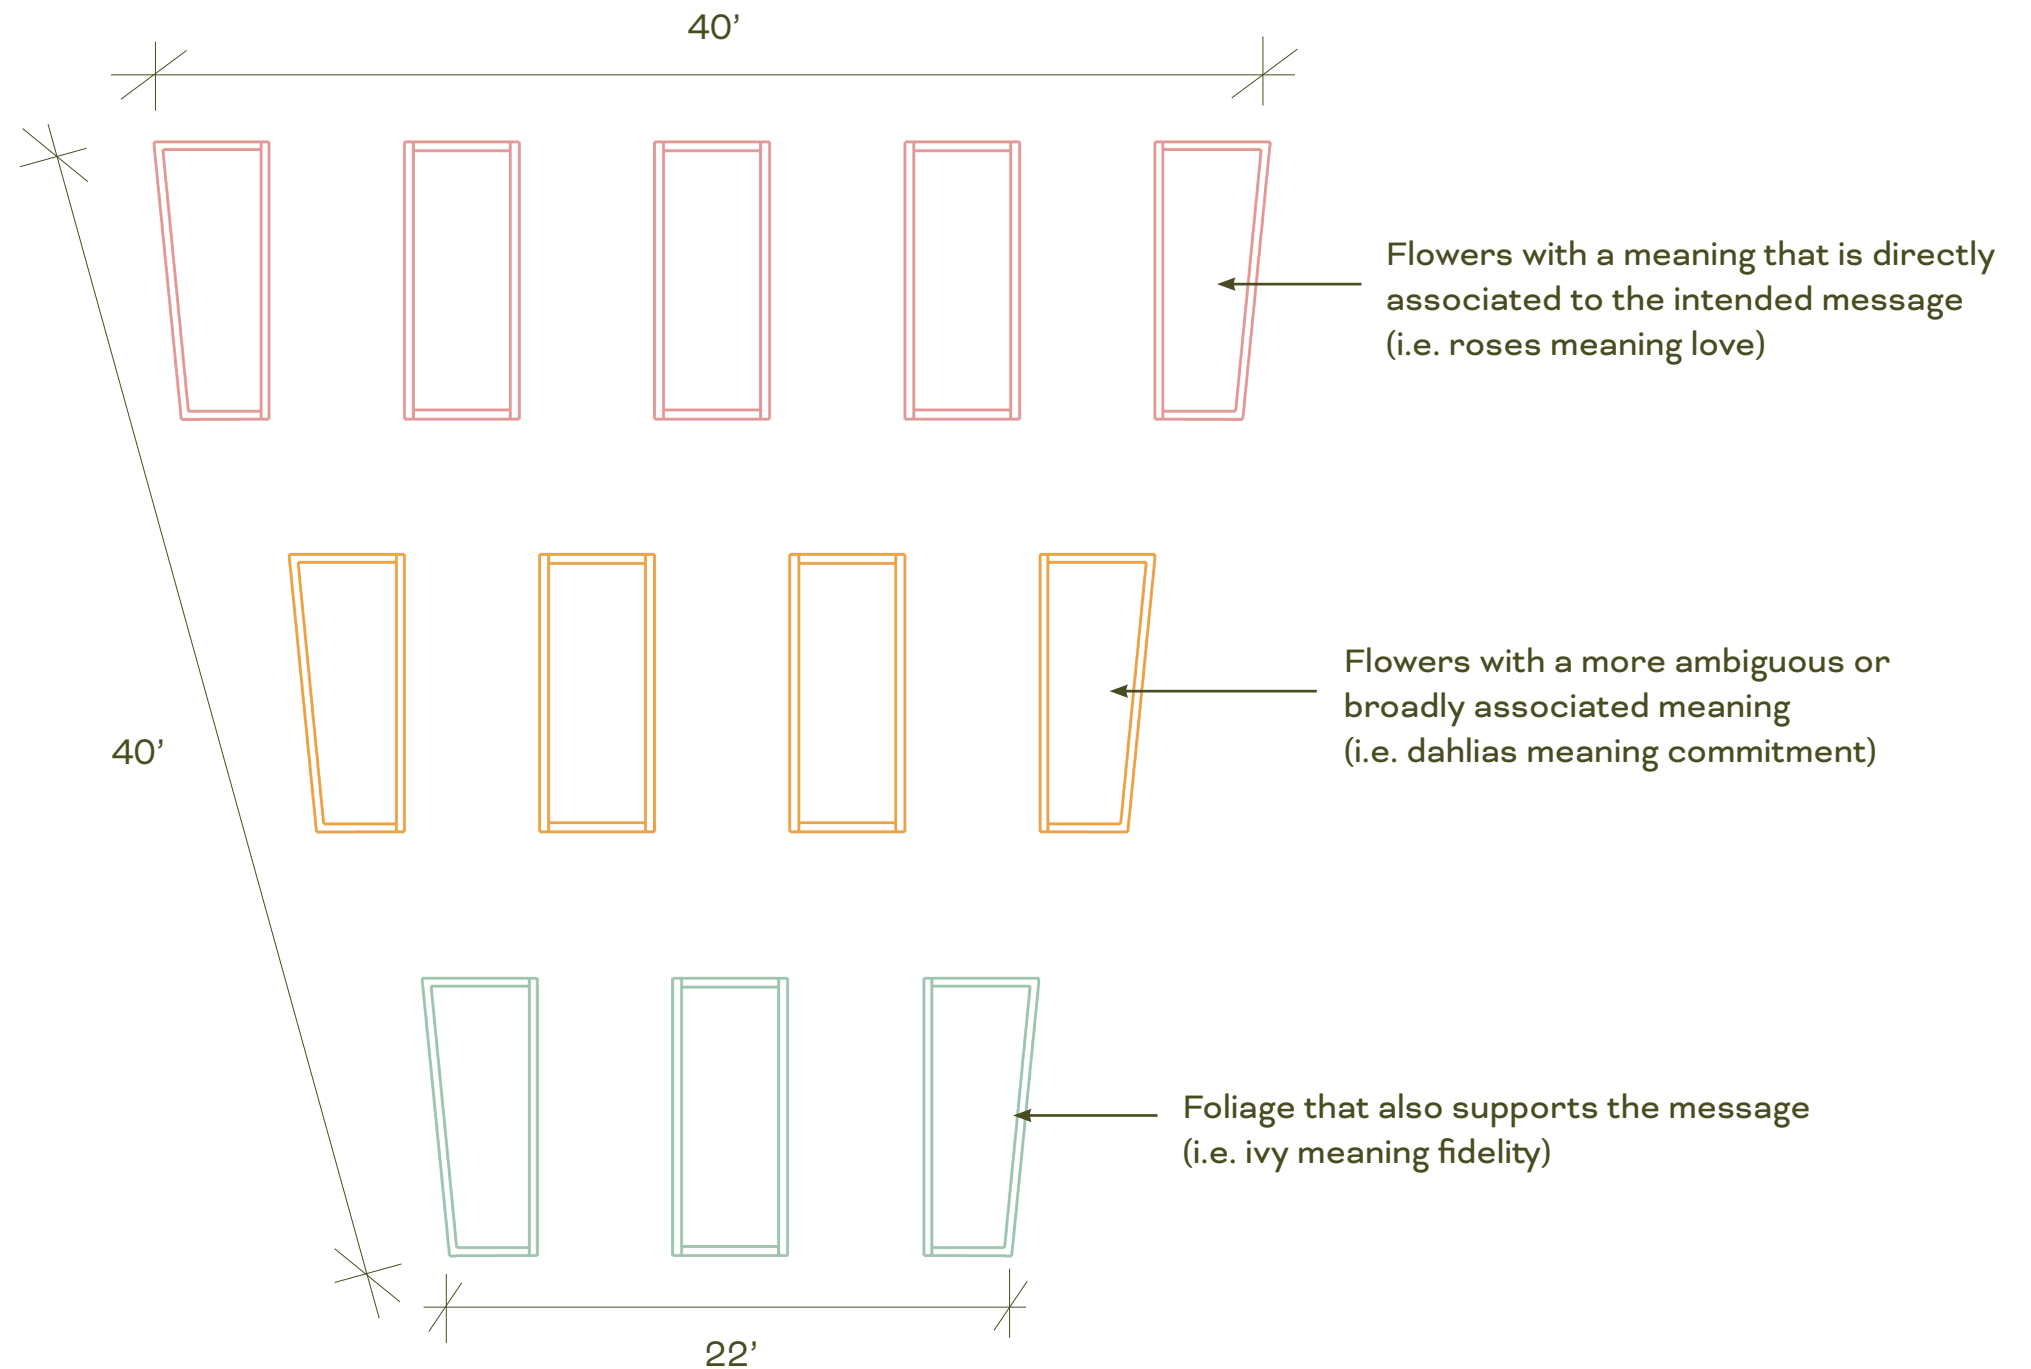 40’
Flowers with a meaning that is directly
associated to the intended message
(i.e. roses meaning love)
Flowers with a more ambiguous or
broadly associated meaning
(i.e. dahlias meaning commitment)
40’
Foliage that also supports the message
(i.e. ivy meaning fidelity)
22’